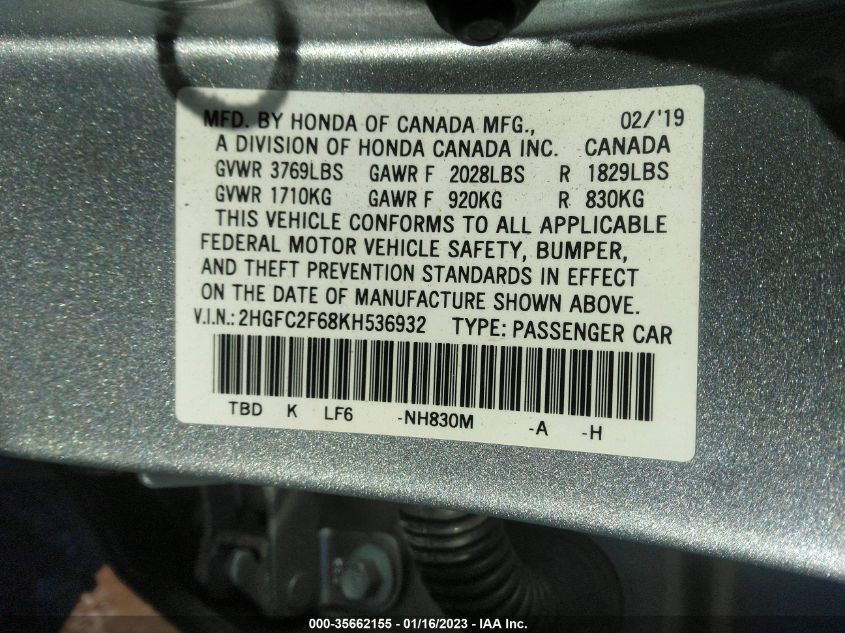 MFD. BY HONDA OF CANADA MFG., 02/'19
A DIVISION OF HONDA CANADA INC. CANADA
GVWR 3769LBS GAWR F 2028LBS R 1829LBS
GVWR 1710KG GAWR F 920KG R 830KG
THIS VEHICLE CONFORMS TO ALL APPLICABLE
FEDERAL MOTOR VEHICLE SAFETY, BUMPER,
AND THEFT PREVENTION STANDARDS IN EFFECT
ON THE DATE OF MANUFACTURE SHOWN ABOVE.
V.I.N.: 2HGFC2F68KH536932 TYPE: PASSENGER CAR
TBD K LF6 -NH830M -A -H
000-35662155 — 01/16/2023 - IAA Inc.